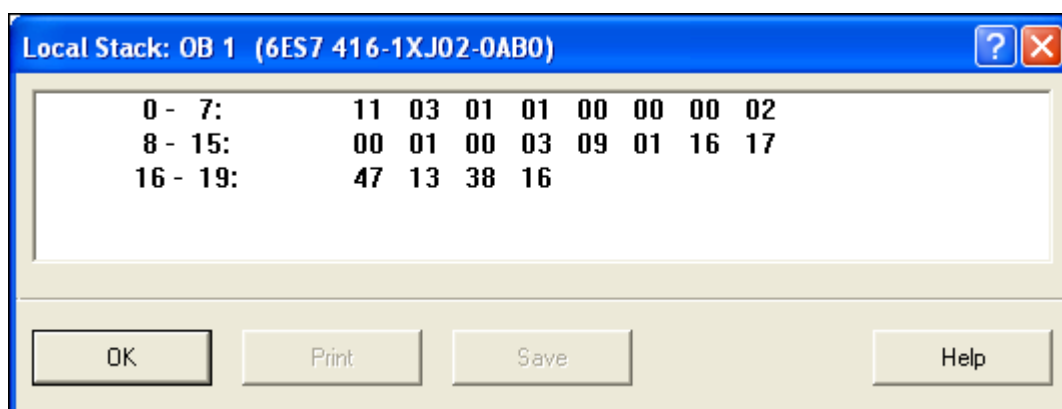 Local Stack: OB 1 (6ES7 416-1XJ02-0AB0)
0 - 7: 11 03 01 01 00 00 00 02
8 - 15: 00 01 00 03 09 01 16 17
16 - 19: 47 13 38 16
OK Print Save Help